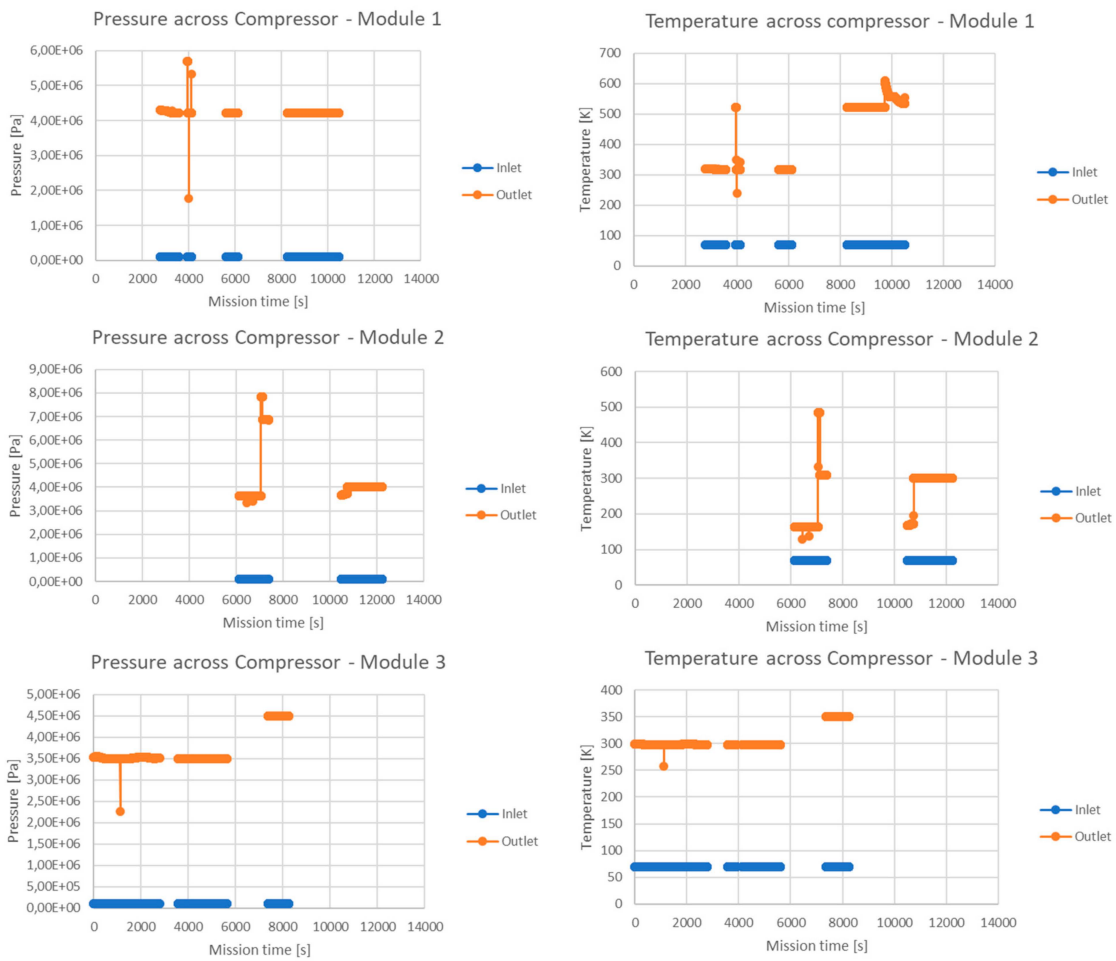 Pressure across Compressor - Module 1
Pressure [Pa]
6,00E+06
5,00E+06
4,00E+06
3,00E+06
2,00E+06
1,00E+06
0,00E+00
0 2000 4000 6000 8000 10000 12000 14000
Mission time [s]
Inlet
Outlet
Temperature across compressor - Module 1
Temperature [K]
700
600
500
400
300
200
100
0
0 2000 4000 6000 8000 10000 12000 14000
Mission time [s]
Inlet
Outlet
Pressure across Compressor - Module 2
Pressure [Pa]
9,00E+06
8,00E+06
7,00E+06
6,00E+06
5,00E+06
4,00E+06
3,00E+06
2,00E+06
1,00E+06
0,00E+00
0 2000 4000 6000 8000 10000 12000 14000
Mission time [s]
Inlet
Outlet
Temperature across Compressor - Module 2
Temperature [K]
600
500
400
300
200
100
0
0 2000 4000 6000 8000 10000 12000 14000
Mission time [s]
Inlet
Outlet
Pressure across Compressor - Module 3
Pressure [Pa]
5,00E+06
4,50E+06
4,00E+06
3,50E+06
3,00E+06
2,50E+06
2,00E+06
1,50E+06
1,00E+06
5,00E+05
0,00E+00
0 2000 4000 6000 8000 10000 12000 14000
Mission time [s]
Inlet
Outlet
Temperature across Compressor - Module 3
Temperature [K]
400
350
300
250
200
150
100
50
0
0 2000 4000 6000 8000 10000 12000 14000
Mission time [s]
Inlet
Outlet